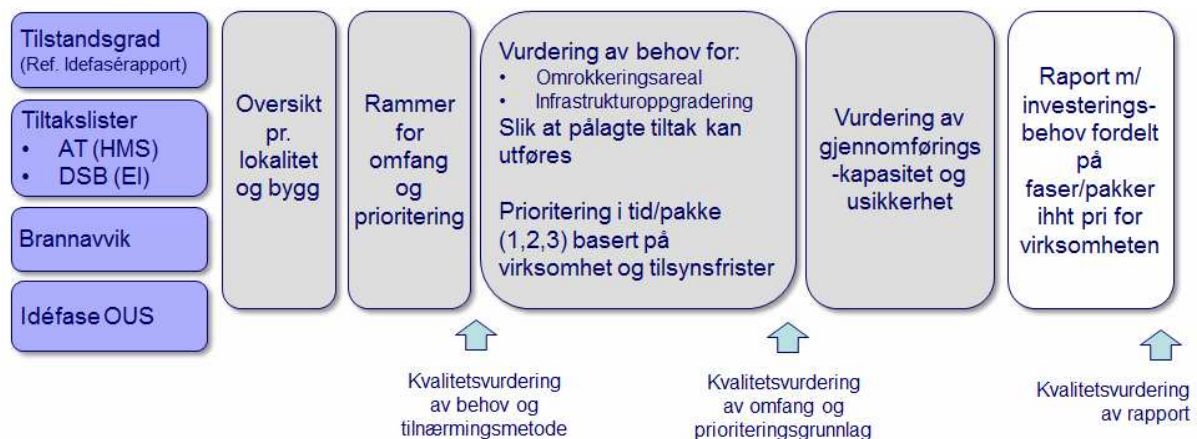 Tilstandsgrad
(Ref. Idefasérapport)
Tiltakslister
• AT (HMS)
• DSB (El)
Brannavvik
Idéfase OUS
Oversikt
pr.
lokalitet
og bygg
Rammer
for
omfang
og
prioritering
Vurdering av behov for:
• Omrokkeringsareal
• Infrastrukturoppgradering
Slik at pålagte tiltak kan
utføres
Prioritering i tid/pakke
(1,2,3) basert på
virksomhet og tilsynsfrister
Vurdering av
gjennomførings
-kapasitet og
usikkerhet
Raport m/
investerings-
behov fordelt
på
faser/pakker
ihht pri for
virksomheten
Kvalitetsvurdering
av behov og
tilnærmingsmetode
Kvalitetsvurdering
av omfang og
prioriteringsgrunnlag
Kvalitetsvurdering
av rapport